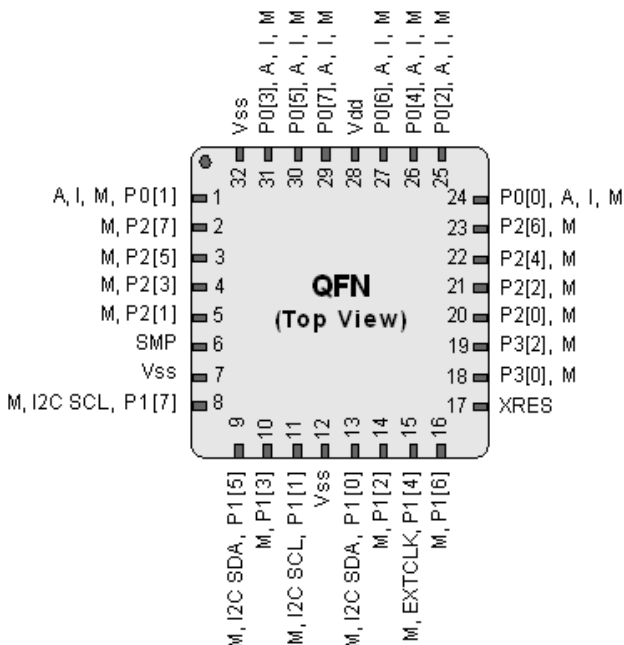 Vss
P0[3], A, I, M
P0[5], A, I, M
P0[7], A, I, M
Vdd
P0[6], A, I, M
P0[4], A, I, M
P0[2], A, I, M
32
31
30
29
28
27
26
25
A, I, M, P0[1] 1
M, P2[7] 2
M, P2[5] 3
M, P2[3] 4
M, P2[1] 5
SMP 6
Vss 7
M, I2C SCL, P1[7] 8
QFN
(Top View)
24 P0[0], A, I, M
23 P2[6], M
22 P2[4], M
21 P2[2], M
20 P2[0], M
19 P3[2], M
18 P3[0], M
17 XRES
9
10
11
12
13
14
15
16
M, I2C SDA, P1[5]
M, P1[3]
M, I2C SCL, P1[1]
Vss
M, I2C SDA, P1[0]
M, P1[2]
M, EXTCLK, P1[4]
M, P1[6]